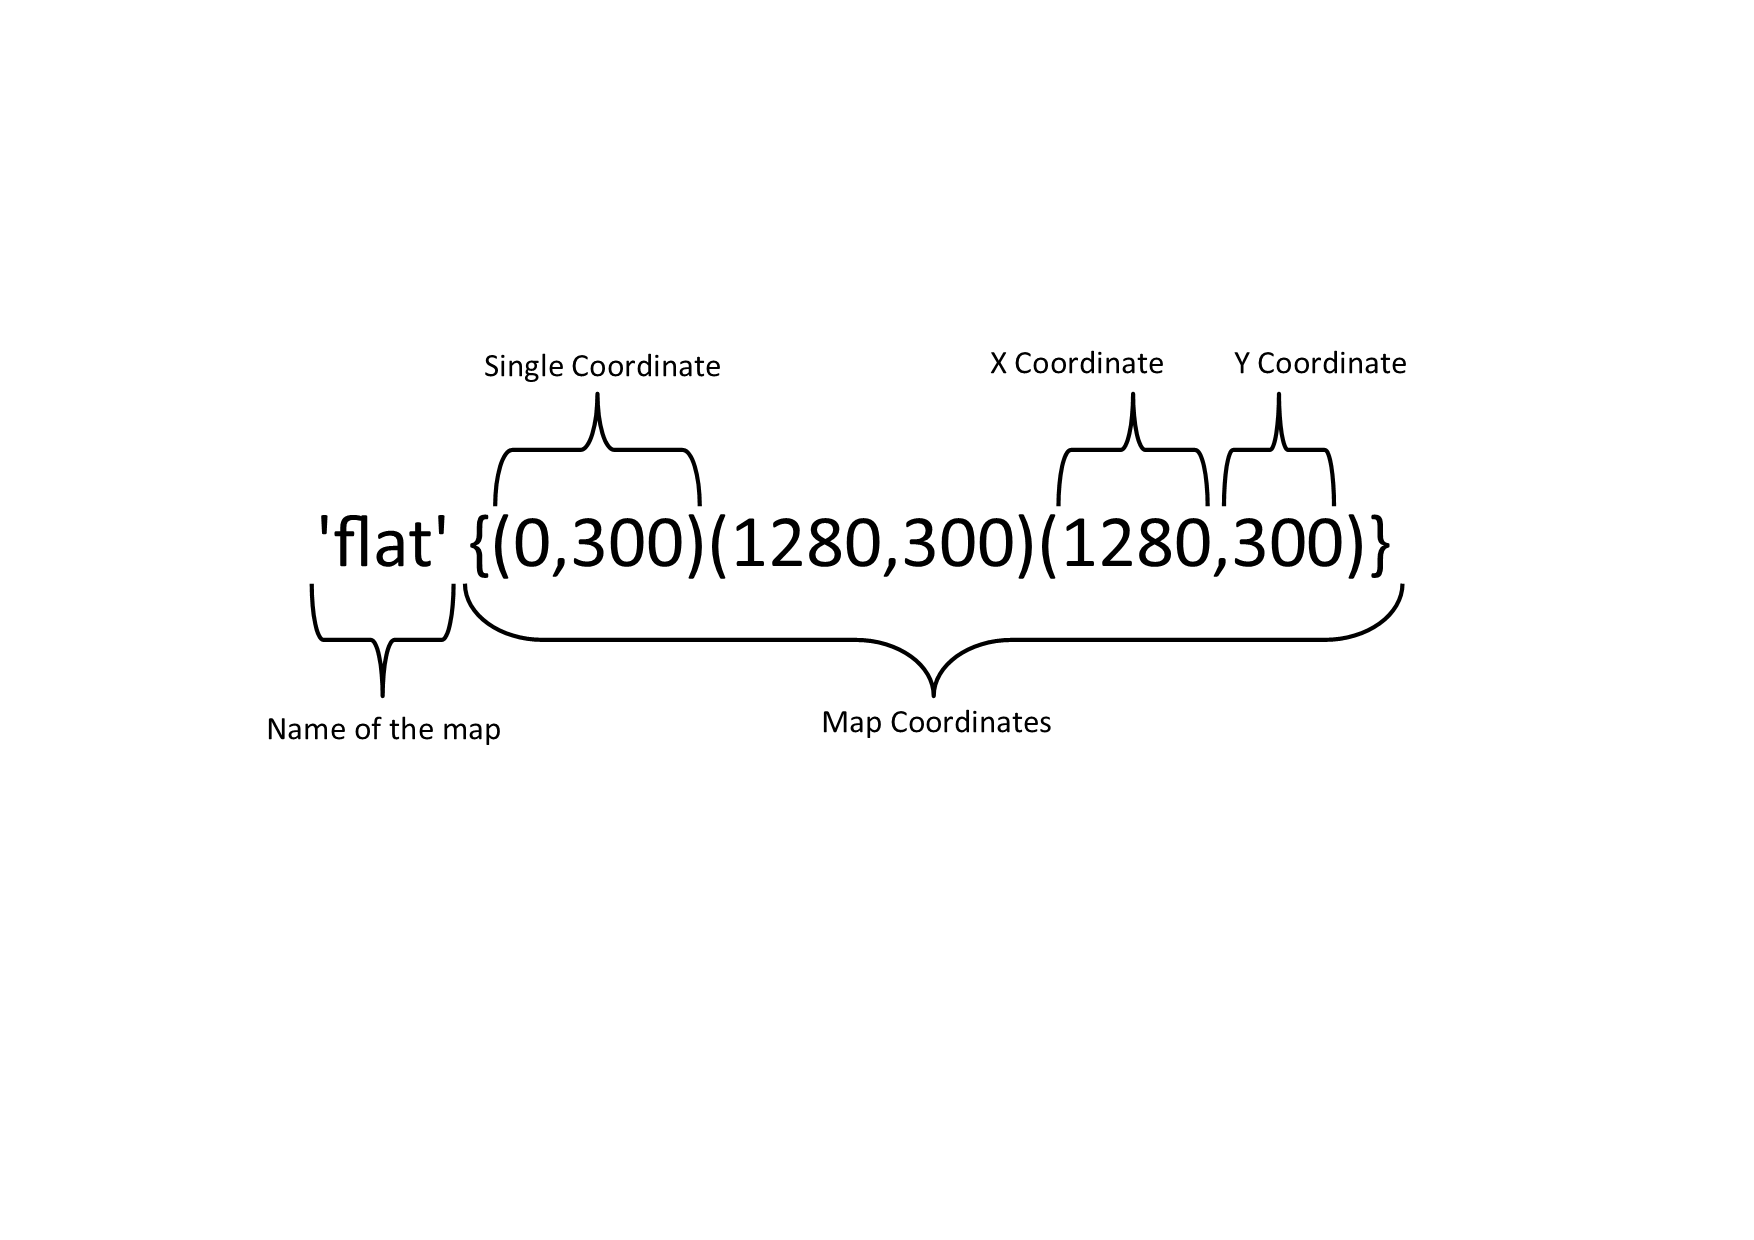 Single Coordinate
X Coordinate
Y Coordinate
'flat' {(0,300)(1280,300)(1280,300)}
Name of the map
Map Coordinates